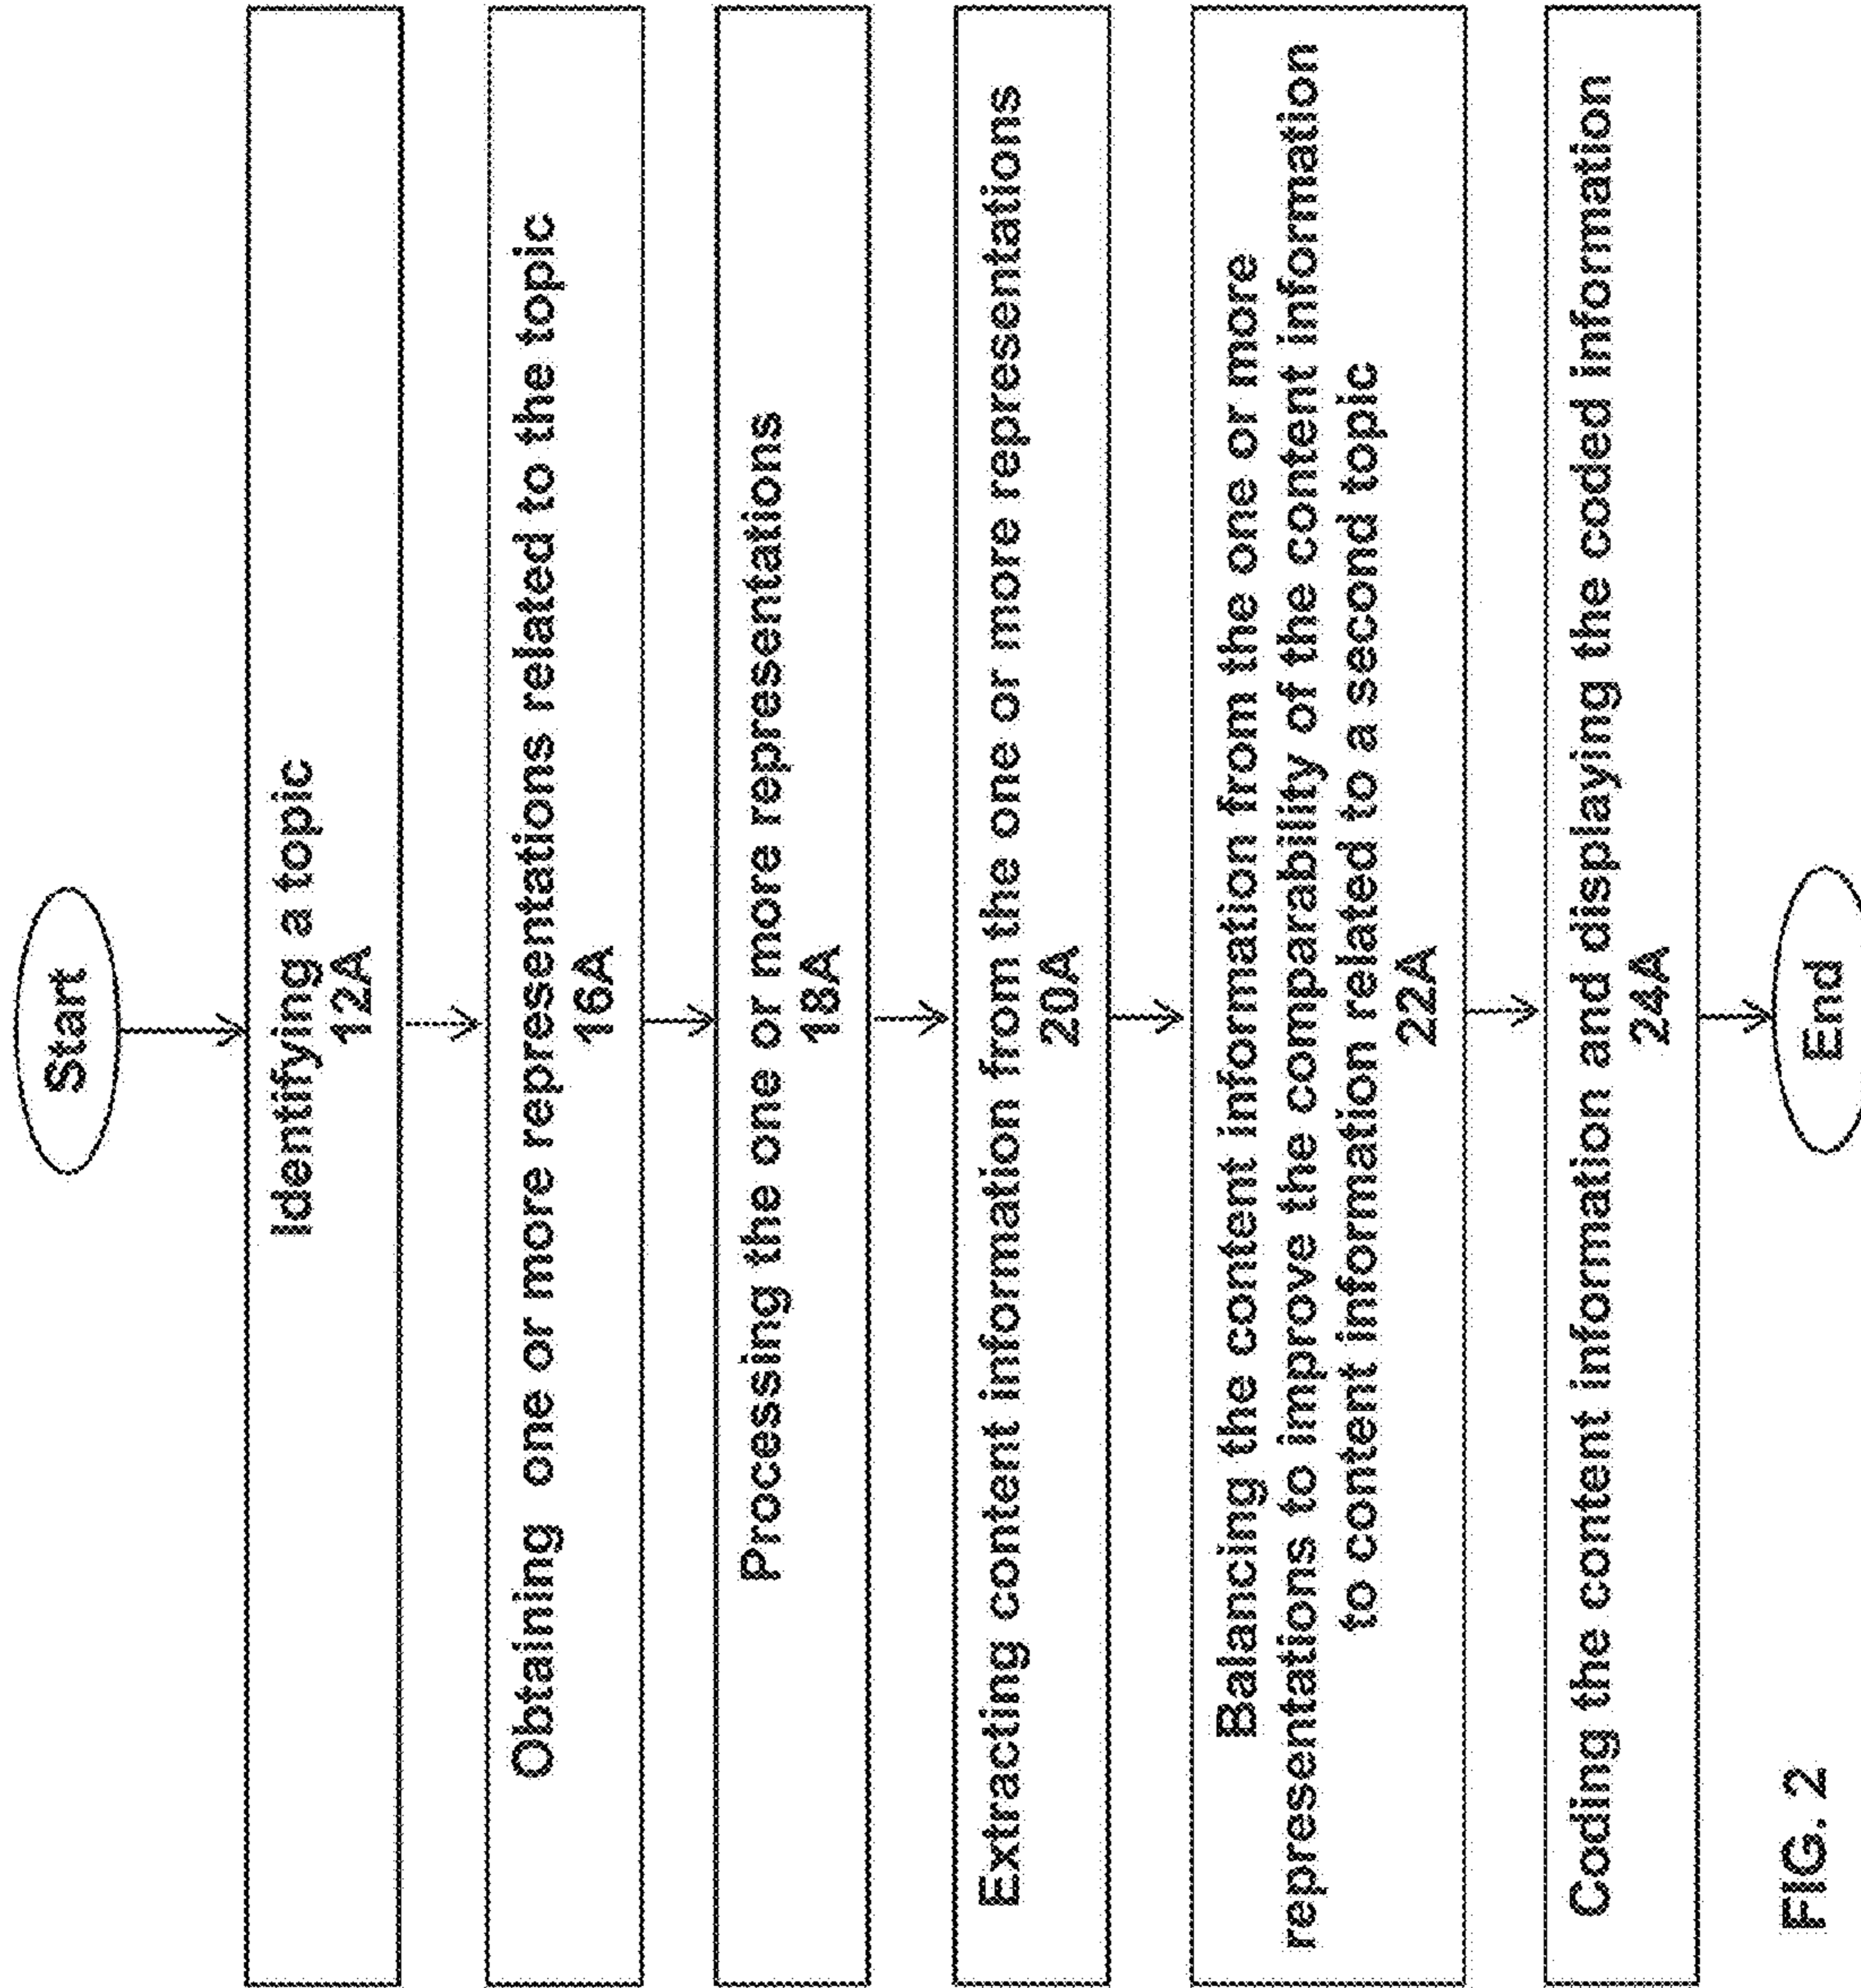 Start
Identifying a topic
12A
Obtaining one or more representations related to the topic
16A
Processing the one or more representations
18A
Extracting content information from the one or more representations
20A
Balancing the content information from the one or more
representations to improve the comparability of the content information
to content information related to a second topic
22A
Coding the content information and displaying the coded information
24A
End
FIG. 2